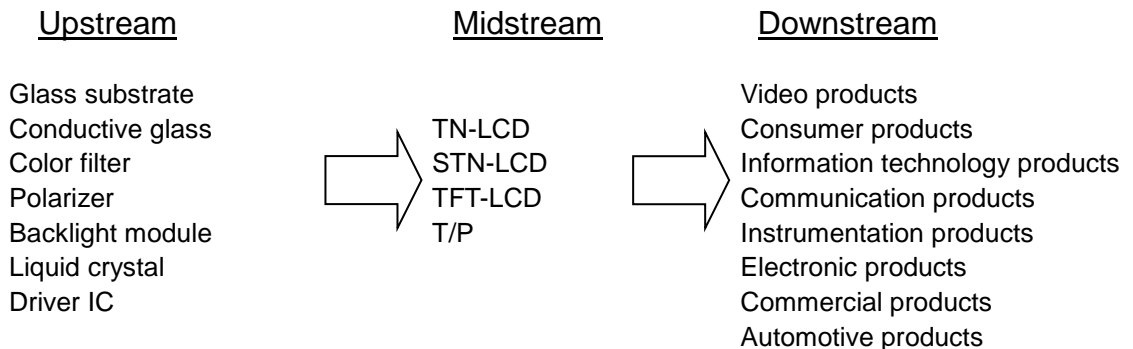 Upstream
Midstream
Downstream
Glass substrate
Conductive glass
Color filter
Polarizer
Backlight module
Liquid crystal
Driver IC
TN-LCD
STN-LCD
TFT-LCD
T/P
Video products
Consumer products
Information technology products
Communication products
Instrumentation products
Electronic products
Commercial products
Automotive products